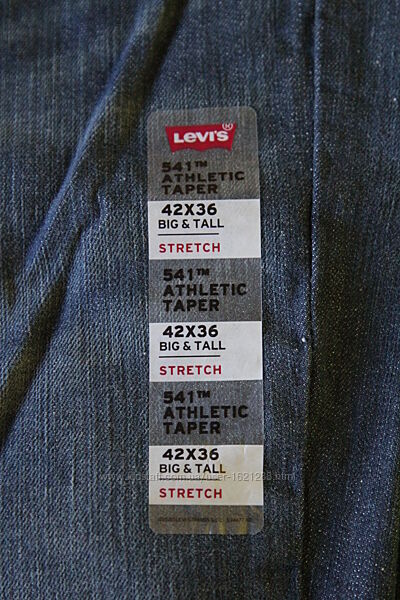 Levi's®
541™
ATHLETIC
TAPER
42X36
BIG & TALL
STRETCH
541™
ATHLETIC
TAPER
42X36
BIG & TALL
STRETCH
541™
ATHLETIC
TAPER
42X36
BIG & TALL
STRETCH